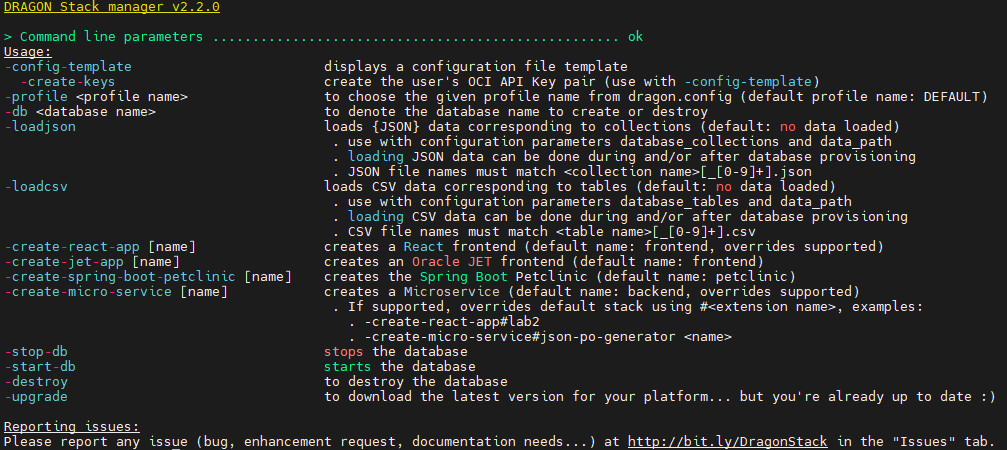 DRAGON Stack manager v2.2.0
> Command line parameters ................................................... ok
Usage:
-config-template displays a configuration file template
-create-keys create the user's OCI API Key pair (use with -config-template)
-profile <profile name> to choose the given profile name from dragon.config (default profile name: DEFAULT)
-db <database name> to denote the database name to create or destroy
-loadjson loads {JSON} data corresponding to collections (default: no data loaded)
. use with configuration parameters database_collections and data_path
. loading JSON data can be done during and/or after database provisioning
. JSON file names must match <collection name>[_[0-9]+].json
-loadcsv loads CSV data corresponding to tables (default: no data loaded)
. use with configuration parameters database_tables and data_path
. loading CSV data can be done during and/or after database provisioning
. CSV file names must match <table name>[_[0-9]+].csv
-create-react-app [name] creates a React frontend (default name: frontend, overrides supported)
-create-jet-app [name] creates an Oracle JET frontend (default name: frontend)
-create-spring-boot-petclinic [name] creates the Spring Boot Petclinic (default name: petclinic)
-create-micro-service [name] creates a Microservice (default name: backend, overrides supported)
. If supported, overrides default stack using #<extension name>, examples:
. -create-react-app#lab2
. -create-micro-service#json-po-generator <name>
-stop-db stops the database
-start-db starts the database
-destroy to destroy the database
-upgrade to download the latest version for your platform... but you're already up to date :)
Reporting issues:
Please report any issue (bug, enhancement request, documentation needs...) at http://bit.ly/DragonStack in the "Issues" tab.